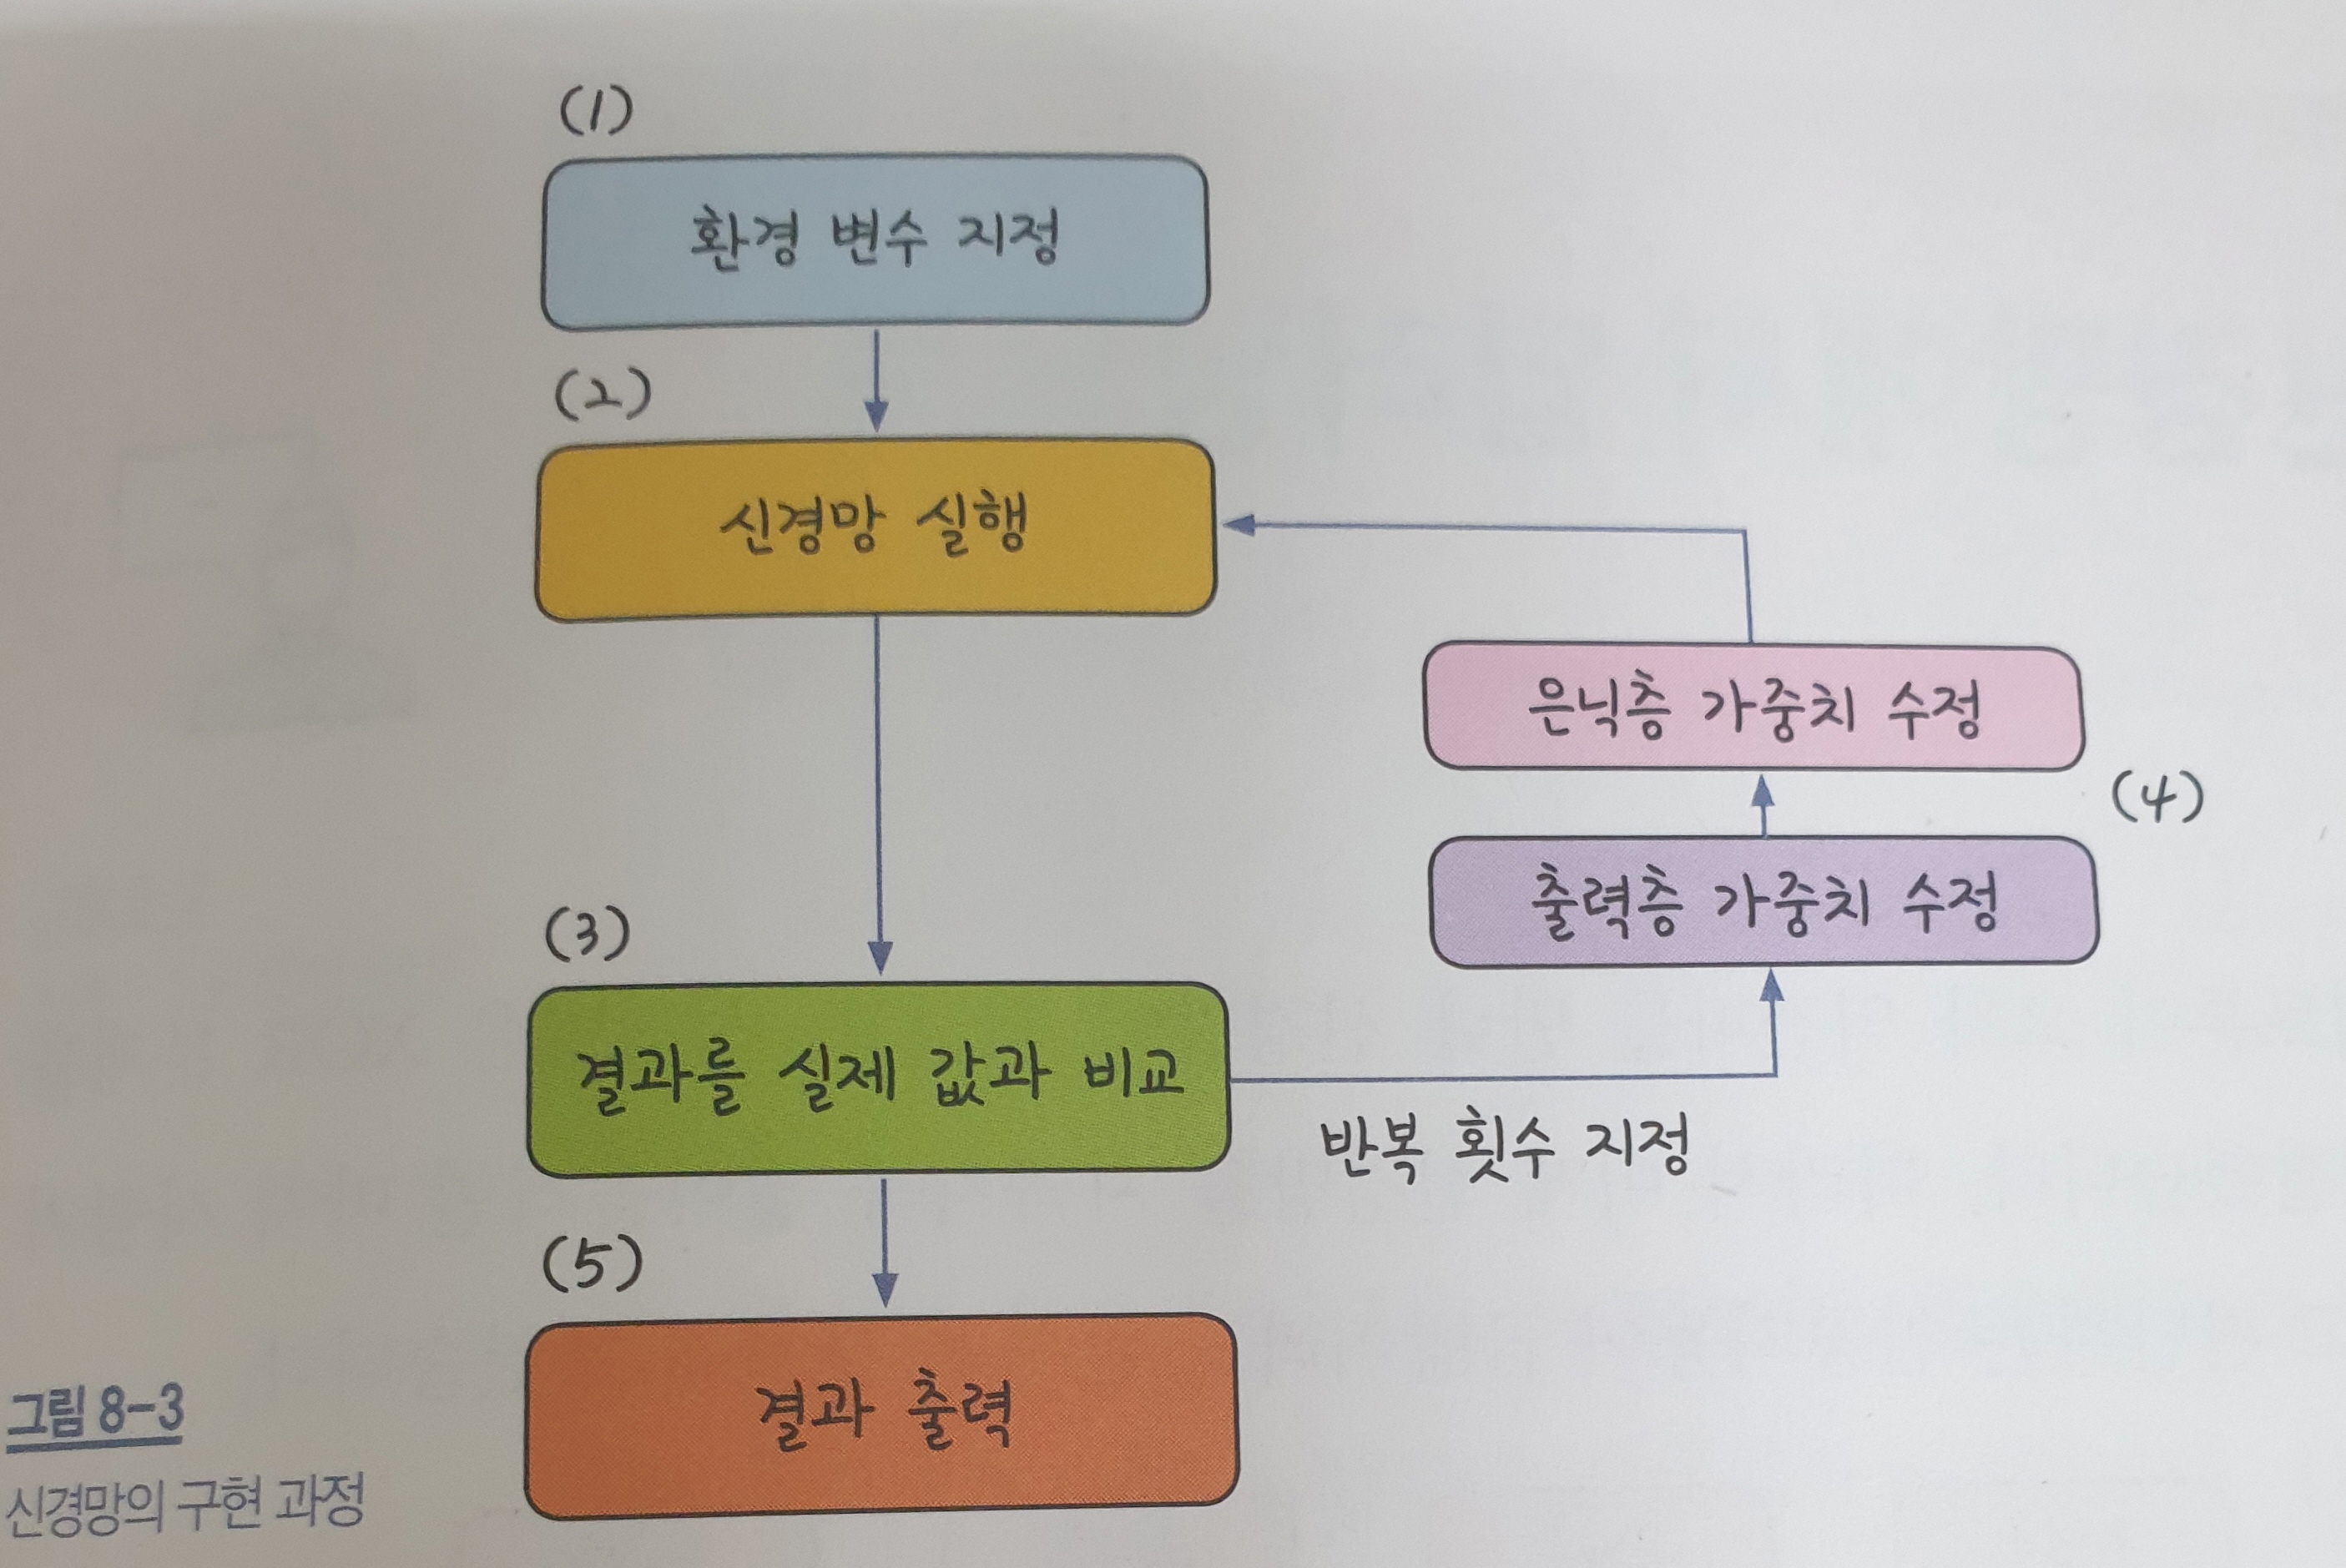 (1)
환경 변수 지정
(2)
신경망 실행
은닉층 가중치 수정
(4)
출력층 가중치 수정
(3)
결과를 실제 값과 비교
반복 횟수 지정
(5)
결과 출력
그림 8-3
신경망의 구현 과정